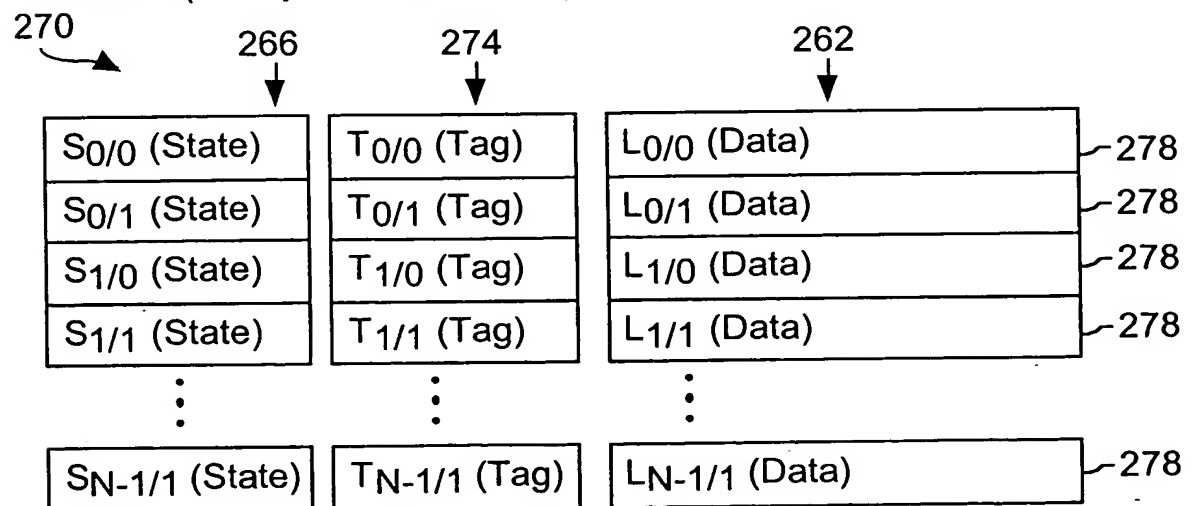 270
266 274 262
S0/0 (State) T0/0 (Tag) L0/0 (Data) 278
S0/1 (State) T0/1 (Tag) L0/1 (Data) 278
S1/0 (State) T1/0 (Tag) L1/0 (Data) 278
S1/1 (State) T1/1 (Tag) L1/1 (Data) 278
SN-1/1 (State) TN-1/1 (Tag) LN-1/1 (Data) 278